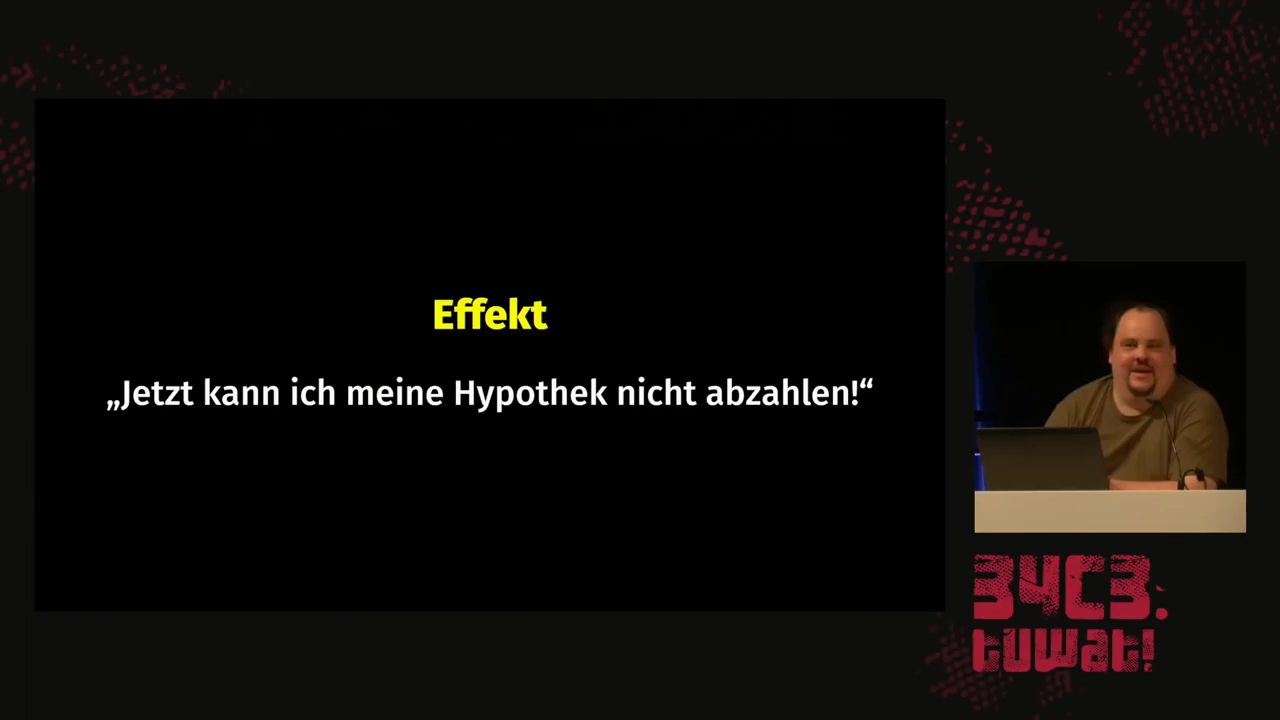 Effekt
„Jetzt kann ich meine Hypothek nicht abzahlen!“
34C3.
tuwat!